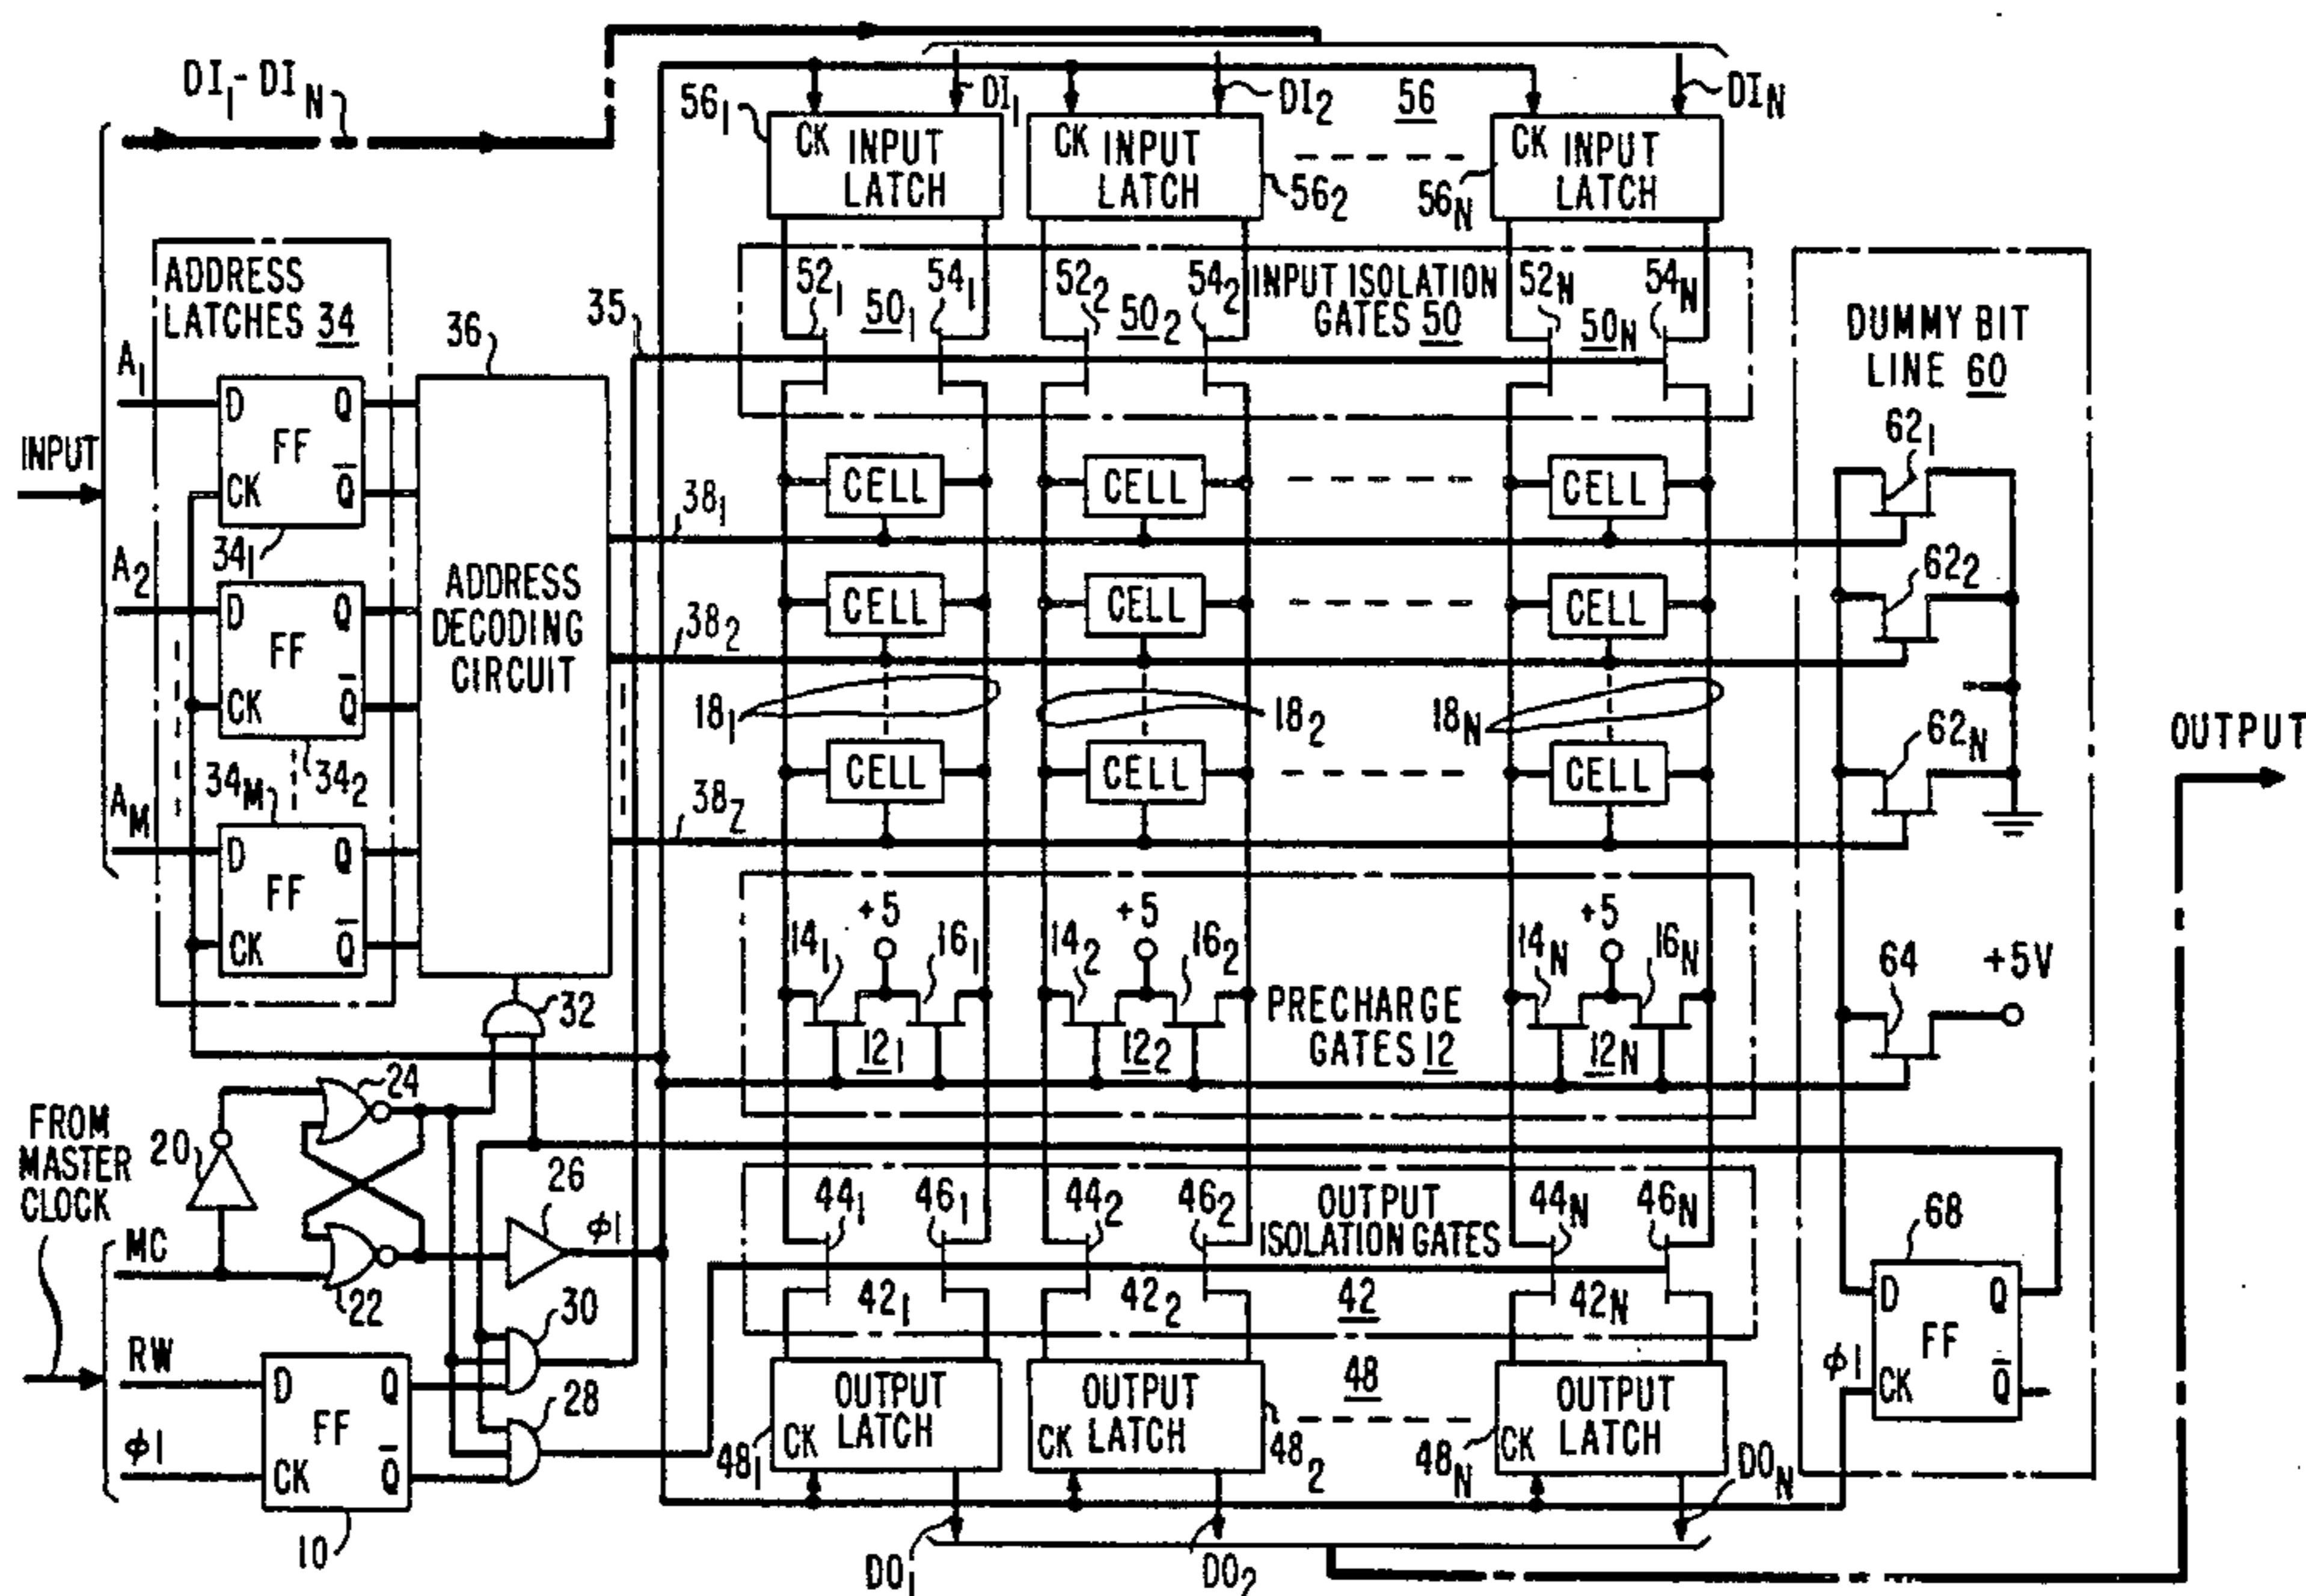 DI1-DIN
DI1
DI2
56
DIN
561
CK INPUT LATCH
CK INPUT LATCH
562
56N
CK INPUT LATCH
ADDRESS LATCHES 34
36
35
521
501
541
522
502
542
INPUT ISOLATION GATES 50
52N
50N
54N
DUMMY BIT LINE 60
INPUT
A1
D Q
FF
CK Q̅
341
A2
D Q
FF
CK Q̅
342
34M
AM
D Q
FF
CK Q̅
ADDRESS DECODING CIRCUIT
381
CELL CELL CELL
621
382
CELL CELL CELL
622
181
182
18N
38Z
CELL CELL CELL
62N
OUTPUT
+5 +5 +5
141
161
142
162
14N
16N
121
122
12N
PRECHARGE GATES 12
64
+5V
32
24
20
FROM MASTER CLOCK
MC
22
26
ϕ1
30
28
RW
ϕ1
D Q
FF
CK Q̅
10
441
461
442
462
OUTPUT ISOLATION GATES
44N
46N
421
422
42
42N
68
D Q
FF
ϕ1
CK Q̅
OUTPUT LATCH
CK
481
OUTPUT LATCH
CK
482
48
OUTPUT LATCH
CK
48N
DO1
DO2
DON